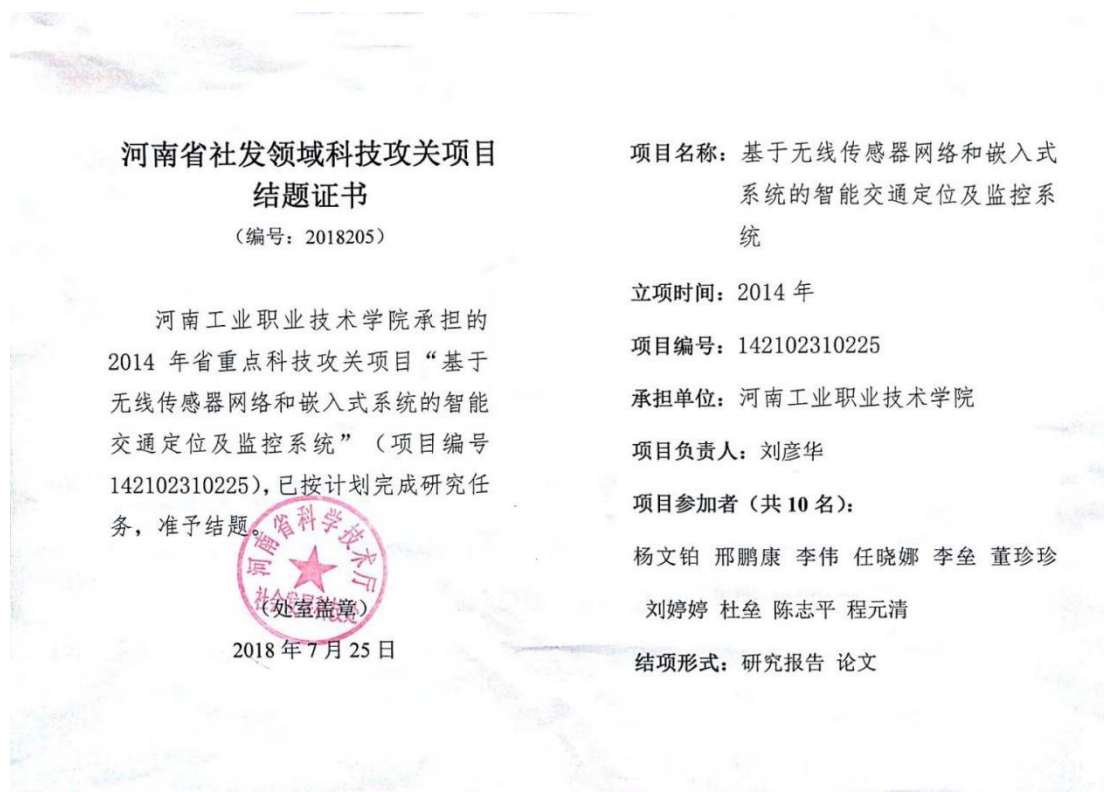 河南省社发领域科技攻关项目
结题证书
（编号：2018205）
河南工业职业技术学院承担的
2014 年省重点科技攻关项目“基于
无线传感器网络和嵌入式系统的智能
交通定位及监控系统”（项目编号
142102310225），已按计划完成研究任
务，准予结题。
河南省科学技术厅
社会发展科技处
（处室盖章）
2018 年 7 月 25 日
项目名称：基于无线传感器网络和嵌入式
系统的智能交通定位及监控系
统
立项时间：2014 年
项目编号：142102310225
承担单位：河南工业职业技术学院
项目负责人：刘彦华
项目参加者（共 10 名）：
杨文铂 邢鹏康 李伟 任晓娜 李垒 董珍珍
刘婷婷 杜垒 陈志平 程元清
结项形式：研究报告 论文